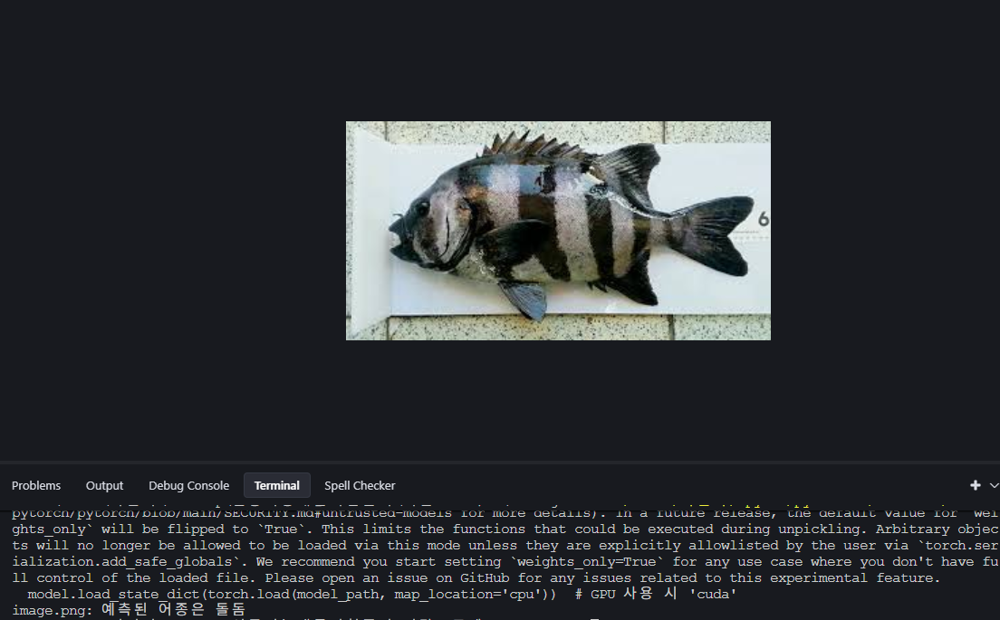 6
Problems Output Debug Console Terminal Spell Checker
pytorch/pytorch/blob/main/SECURITY.md#untrusted-models for more details). In a future release, the default value for `wei
ghts_only` will be flipped to `True`. This limits the functions that could be executed during unpickling. Arbitrary objec
ts will no longer be allowed to be loaded via this mode unless they are explicitly allowlisted by the user via `torch.ser
ialization.add_safe_globals`. We recommend you start setting `weights_only=True` for any use case where you don't have fu
ll control of the loaded file. Please open an issue on GitHub for any issues related to this experimental feature.
model.load_state_dict(torch.load(model_path, map_location='cpu')) # GPU 사용 시 'cuda'
image.png: 예측된 어종은 돌돔